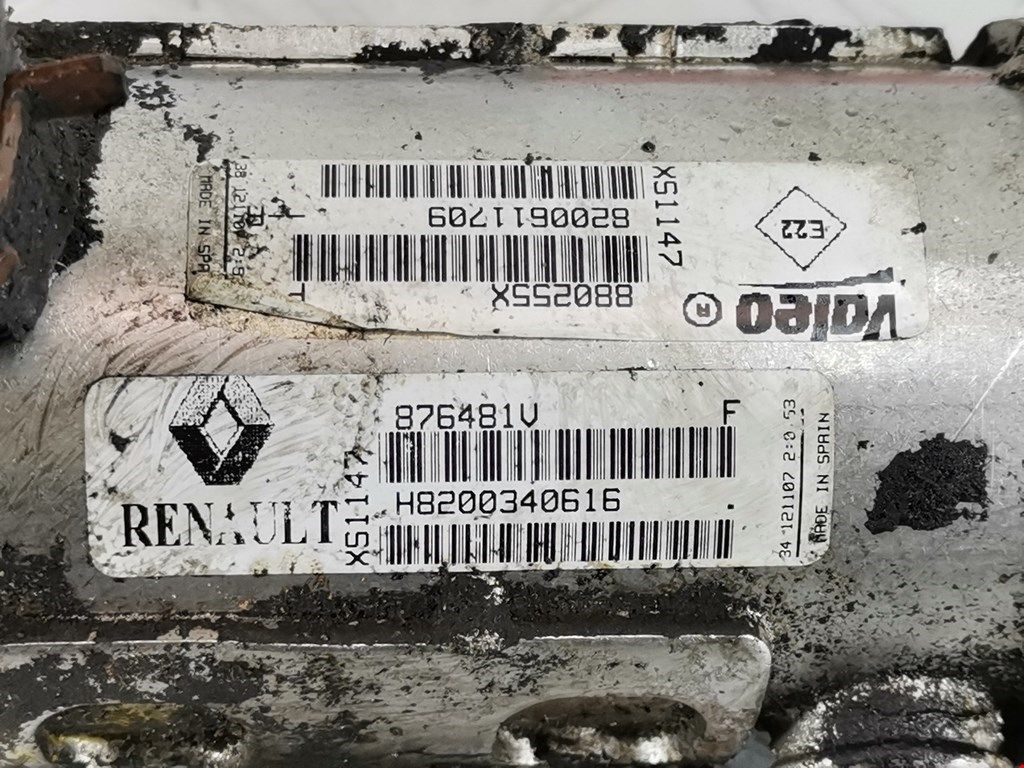 Valeo ®
880255X T
8200611709
XS1147
E22
MADE IN SPA
RENAULT
XS1147
876481V F
H8200340616 .
34 121107 2:0 53
MADE IN SPAIN